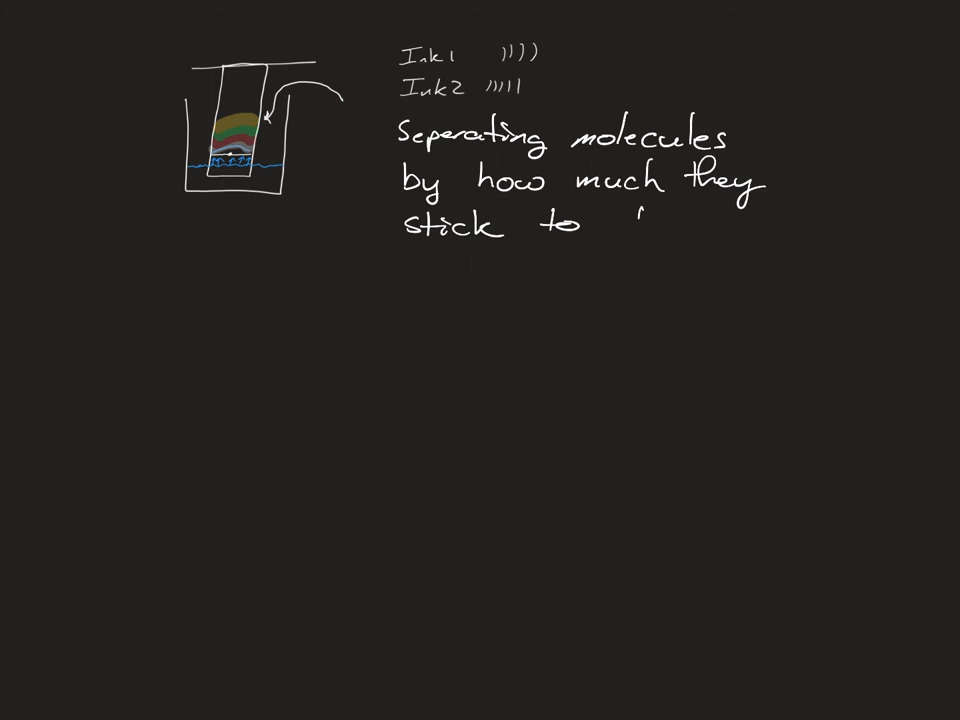 Ink1 ))))
Ink2 )))))
Seperating molecules
by how much they
stick to